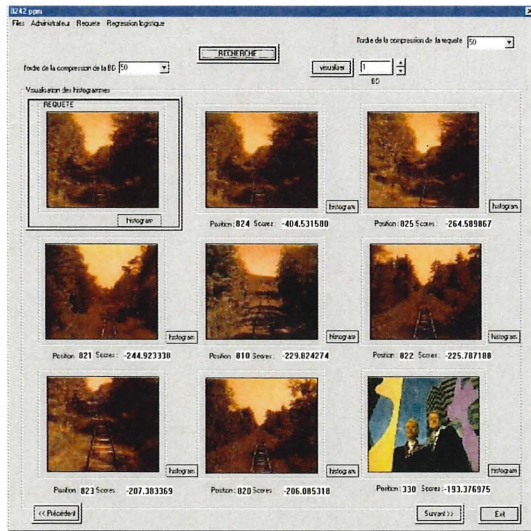 8242.ppm
Files Administrateur Requete Regression logistique
l'ordre de la compression de la requete 50
RECHERCHE
l'ordre de la compression de la BD 50
visualiser 1
BD
Visualisation des histogrammes
REQUETE
histogram
histogram
histogram
Position : 824 Scores : -404.531580
Position : 825 Scores : -264.589867
histogram
histogram
histogram
Position 821 Scores : -244.923338
Position : 810 Scores : -229.824274
Position : 822 Scores : -225.787188
histogram
histogram
histogram
Position : 823 Scores -207.383369
Position : 820 Scores -206.085318
Position : 330 Scores : -193.376975
<< Précédent
Suivant >>
Exit